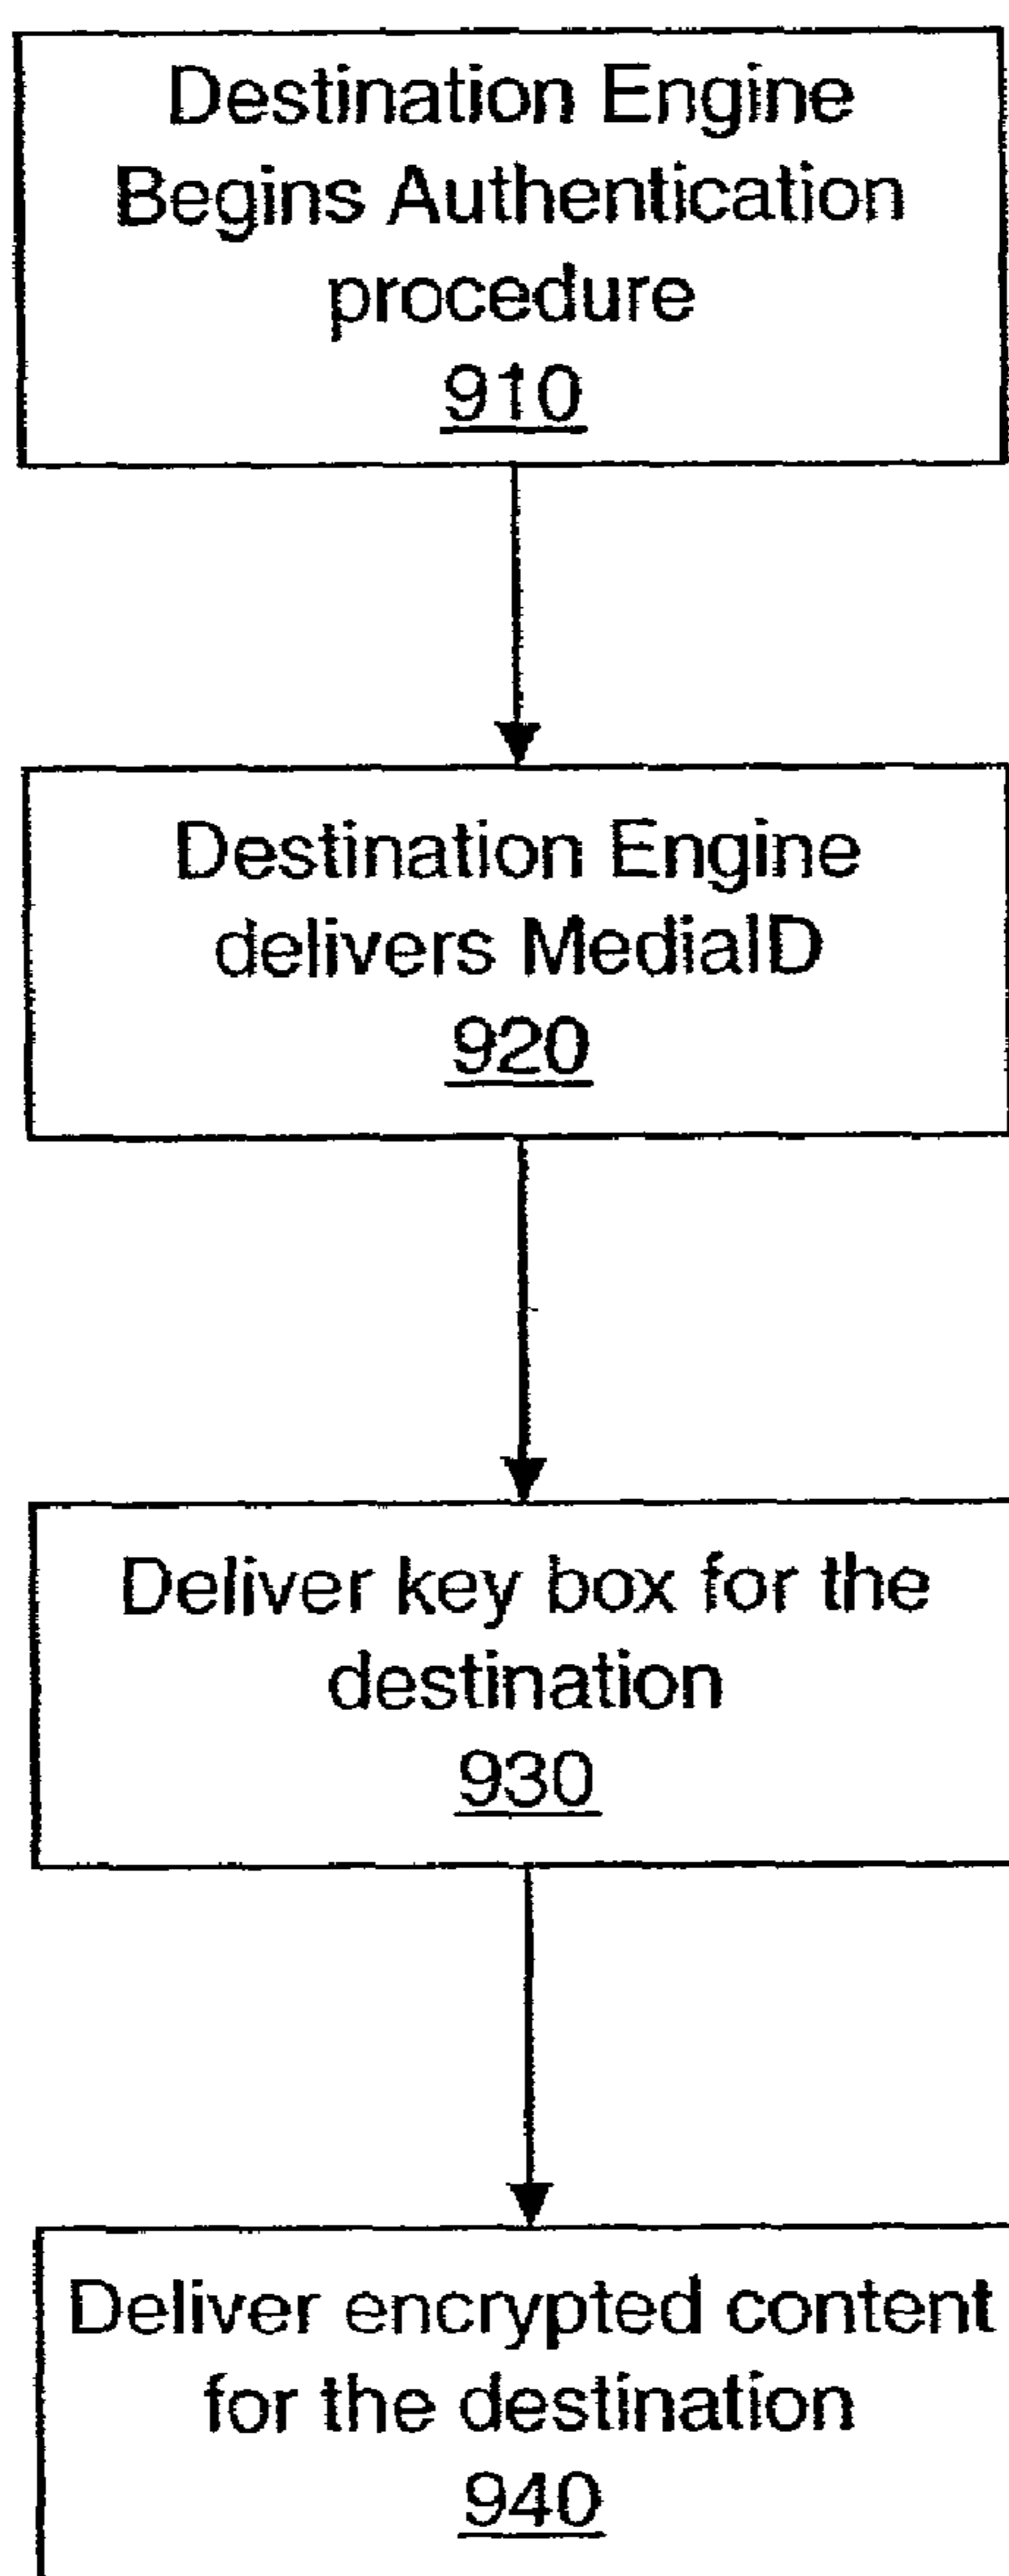 Destination Engine
Begins Authentication
procedure
910
Destination Engine
delivers MediaID
920
Deliver key box for the
destination
930
Deliver encrypted content
for the destination
940